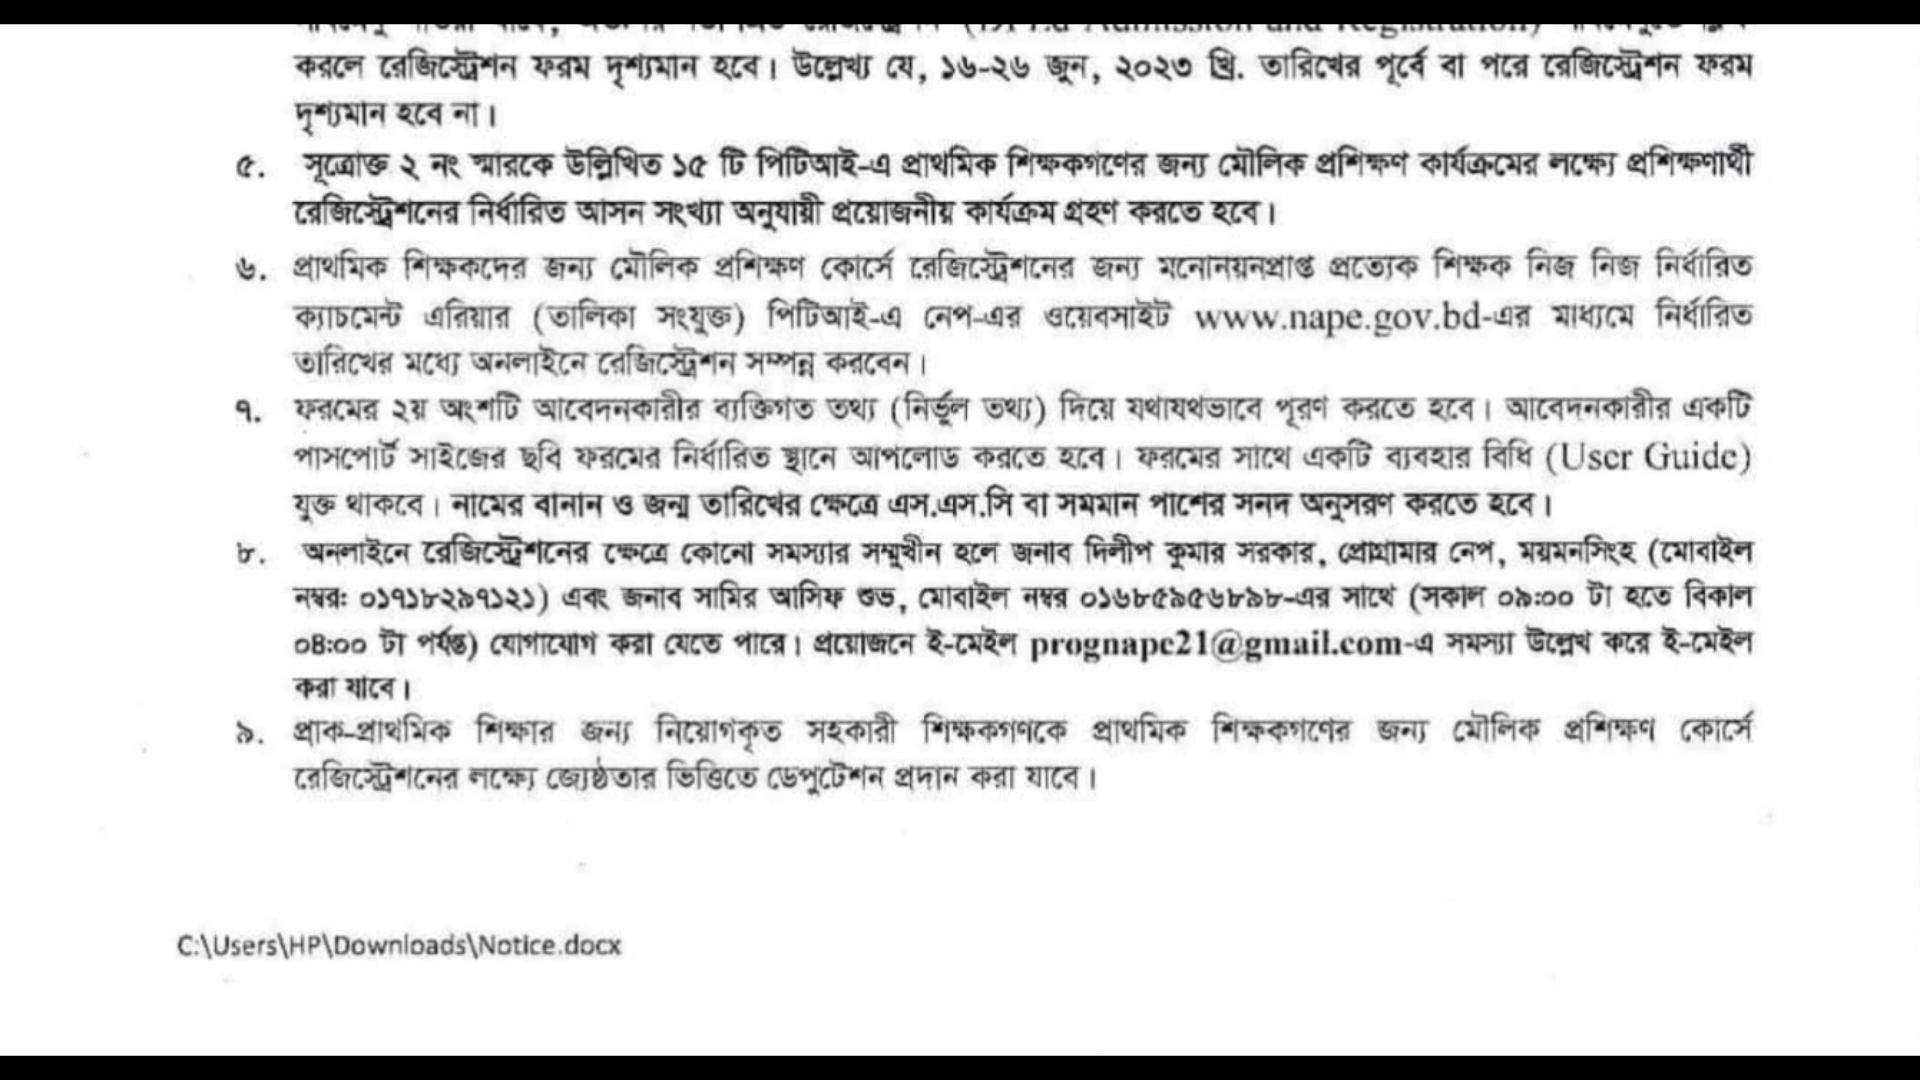 (DPEd Admission and Registration)
করলে রেজিস্ট্রেশন ফরম দৃশ্যমান হবে। উল্লেখ্য যে, ১৬-২৬ জুন, ২০২৩ খ্রি. তারিখের পূর্বে বা পরে রেজিস্ট্রেশন ফরম
দৃশ্যমান হবে না।
৫. সূত্রোক্ত ২ নং স্মারকে উল্লিখিত ১৫ টি পিটিআই-এ প্রাথমিক শিক্ষকগণের জন্য মৌলিক প্রশিক্ষণ কার্যক্রমের লক্ষ্যে প্রশিক্ষণার্থী
রেজিস্ট্রেশনের নির্ধারিত আসন সংখ্যা অনুযায়ী প্রয়োজনীয় কার্যক্রম গ্রহণ করতে হবে।
৬. প্রাথমিক শিক্ষকদের জন্য মৌলিক প্রশিক্ষণ কোর্সে রেজিস্ট্রেশনের জন্য মনোনয়নপ্রাপ্ত প্রত্যেক শিক্ষক নিজ নিজ নির্ধারিত
ক্যাচমেন্ট এরিয়ার (তালিকা সংযুক্ত) পিটিআই-এ নেপ-এর ওয়েবসাইট www.nape.gov.bd-এর মাধ্যমে নির্ধারিত
তারিখের মধ্যে অনলাইনে রেজিস্ট্রেশন সম্পন্ন করবেন।
৭. ফরমের ২য় অংশটি আবেদনকারীর ব্যক্তিগত তথ্য (নির্ভুল তথ্য) দিয়ে যথাযথভাবে পূরণ করতে হবে। আবেদনকারীর একটি
পাসপোর্ট সাইজের ছবি ফরমের নির্ধারিত স্থানে আপলোড করতে হবে। ফরমের সাথে একটি ব্যবহার বিধি (User Guide)
যুক্ত থাকবে। নামের বানান ও জন্ম তারিখের ক্ষেত্রে এস.এস.সি বা সমমান পাশের সনদ অনুসরণ করতে হবে।
৮. অনলাইনে রেজিস্ট্রেশনের ক্ষেত্রে কোনো সমস্যার সম্মুখীন হলে জনাব দিলীপ কুমার সরকার, প্রোগ্রামার নেপ, ময়মনসিংহ (মোবাইল
নম্বরঃ ০১৭১৮২৯৭১২১) এবং জনাব সামির আসিফ শুভ, মোবাইল নম্বর ০১৬৮৫৯৫৬৮৯৮-এর সাথে (সকাল ০৯:০০ টা হতে বিকাল
০৪:০০ টা পর্যন্ত) যোগাযোগ করা যেতে পারে। প্রয়োজনে ই-মেইল prognape21@gmail.com-এ সমস্যা উল্লেখ করে ই-মেইল
করা যাবে।
৯. প্রাক-প্রাথমিক শিক্ষার জন্য নিয়োগকৃত সহকারী শিক্ষকগণকে প্রাথমিক শিক্ষকগণের জন্য মৌলিক প্রশিক্ষণ কোর্সে
রেজিস্ট্রেশনের লক্ষ্যে জ্যেষ্ঠতার ভিত্তিতে ডেপুটেশন প্রদান করা যাবে।
C:\Users\HP\Downloads\Notice.docx